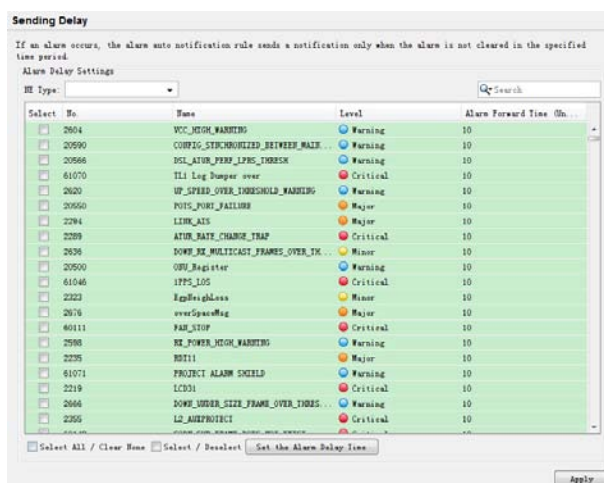 Sending Delay
If an alarm occurs, the alarm auto notification rule sends a notification only when the alarm is not cleared in the specified
time period.
Alarm Delay Settings
NE Type: Search
Select No. Name Level Alarm Forward Time (Un...
2604 VCC_HIGH_WARNING Warning 10
20590 CONFIG_SYNCHRONIZED_BETWEEN_MAIN... Warning 10
20566 DSL_ATUR_PERF_LPRS_THRESH Warning 10
61070 TL1 Log Dumper over Critical 10
2620 UP_SPEED_OVER_THRESHOLD_WARNING Warning 10
20550 POTS_PORT_FAILURE Major 10
2294 LINK_AIS Major 10
2289 ATUR_RATE_CHANGE_TRAP Critical 10
2636 DOWN_RX_MULTICAST_FRAMES_OVER_TH... Minor 10
20500 ONU_Register Warning 10
61046 1PPS_LOS Critical 10
2323 EgpNeighLoss Minor 10
2676 overSpaceMsg Major 10
60111 FAN_STOP Critical 10
2598 RX_POWER_HIGH_WARNING Warning 10
2235 RDI11 Major 10
61071 PROJECT ALARM SHIELD Warning 10
2219 LCD31 Critical 10
2666 DOWN_UNDER_SIZE_FRAME_OVER_THRES... Warning 10
2355 L2_AUXPROTECT Critical 10
Select All / Clear None Select / Deselect Set the Alarm Delay Time
Apply